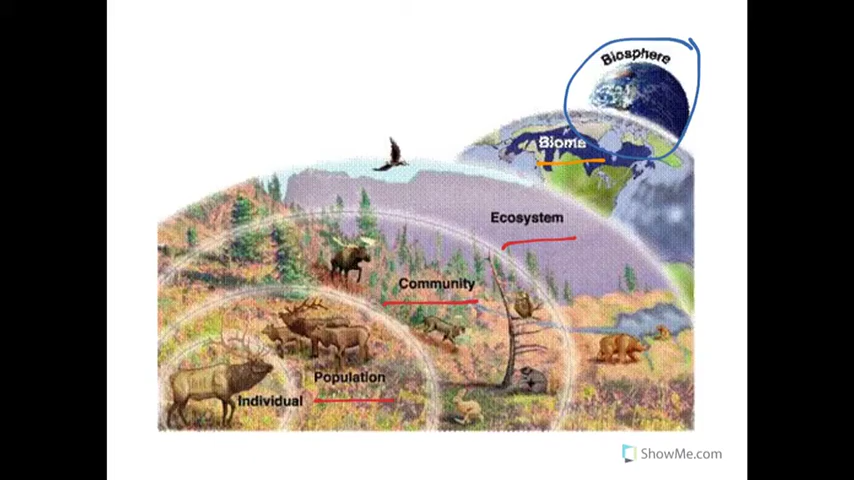 Biosphere
Biome
Ecosystem
Community
Population
Individual
ShowMe.com